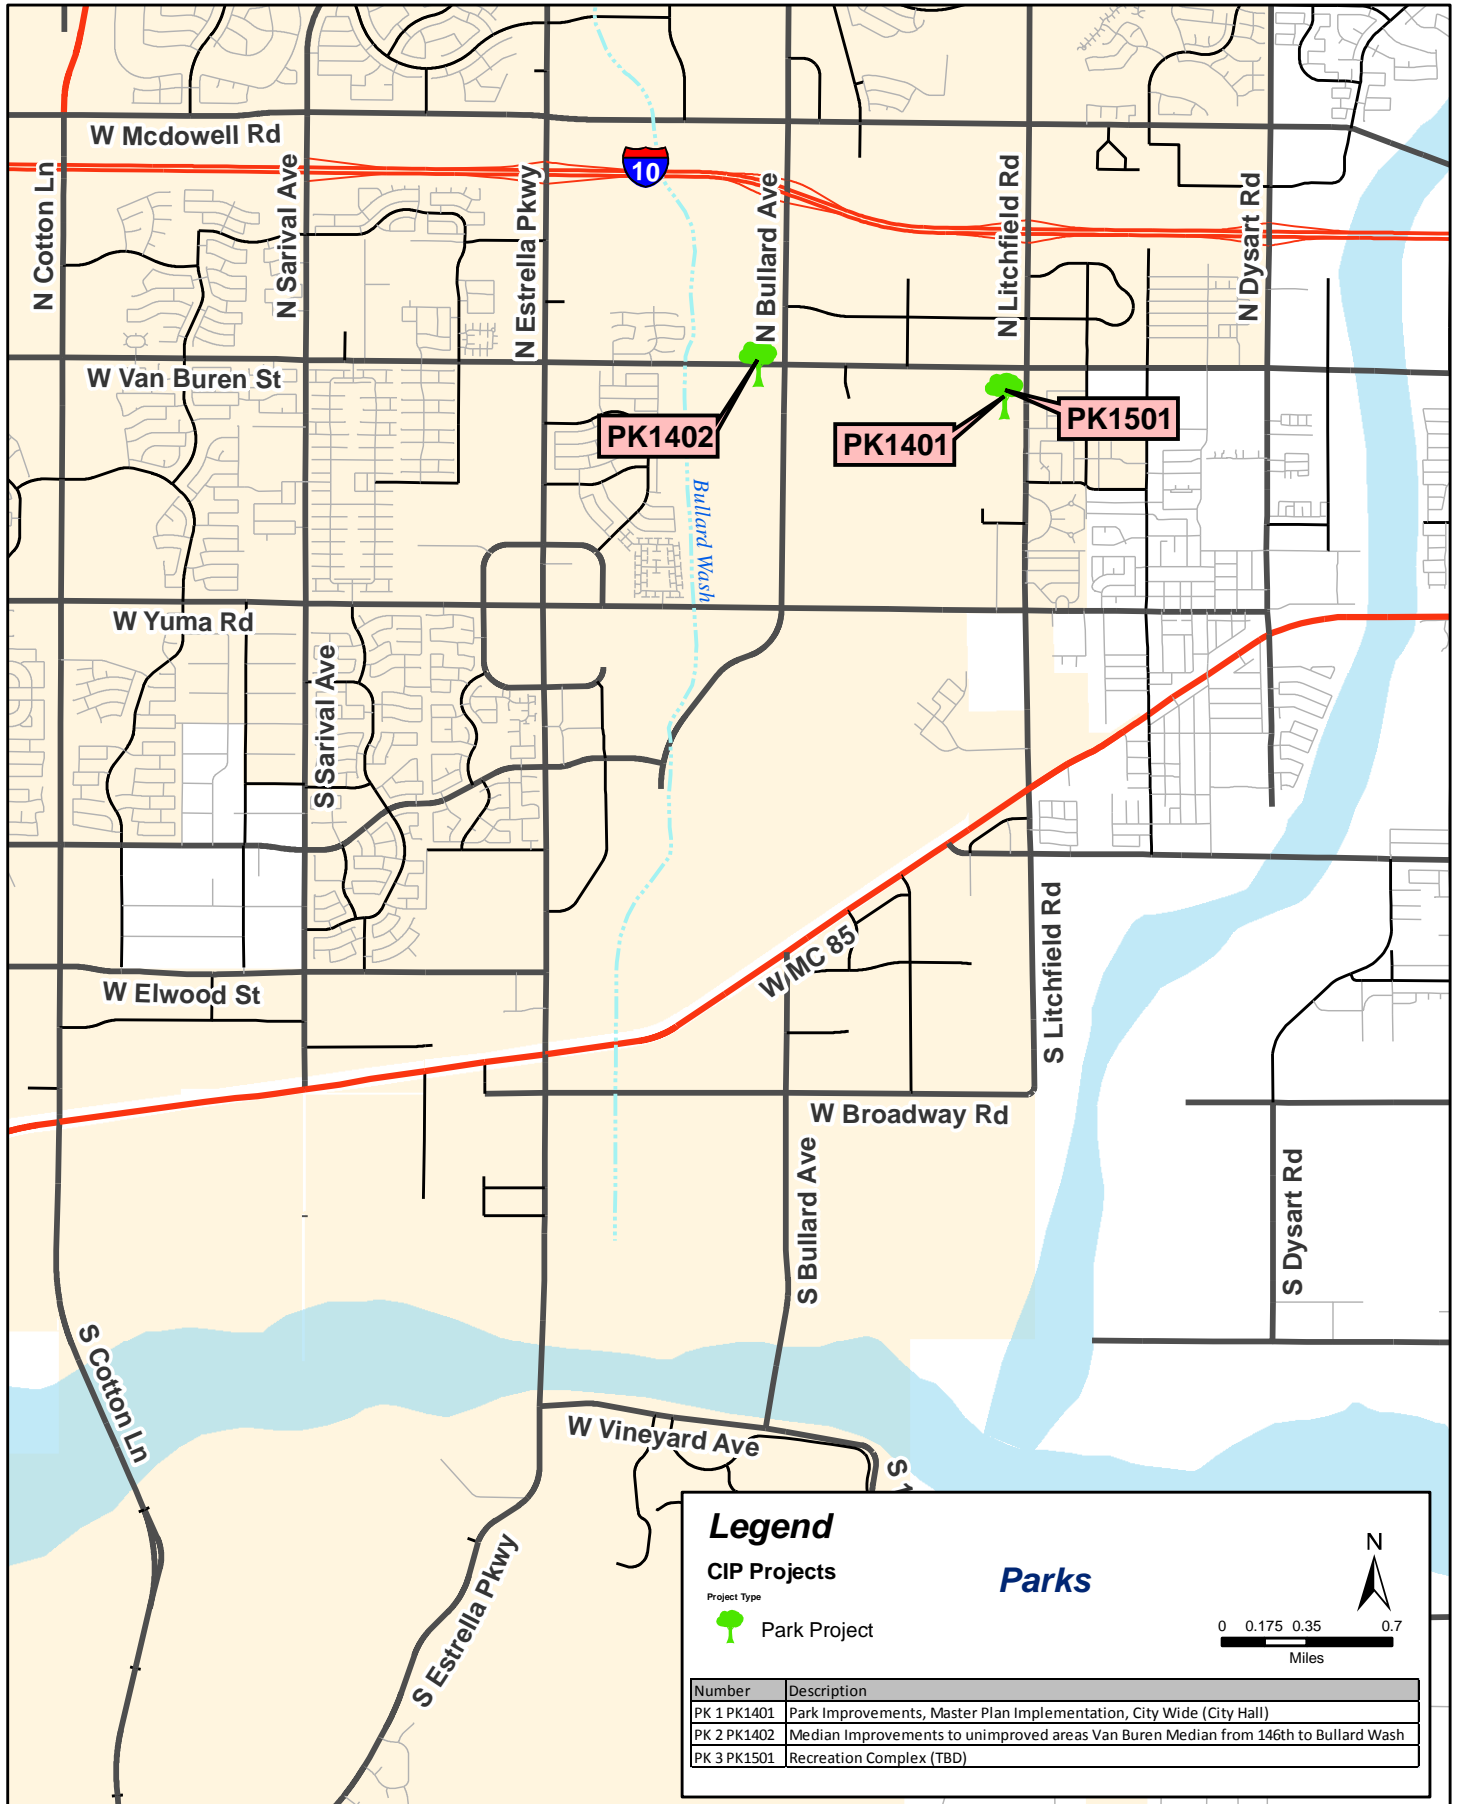 W Mcdowell Rd
10
N Cotton Ln
N Sarival Ave
N Estrella Pkwy
N Bullard Ave
N Litchfield Rd
N Dysart Rd
W Van Buren St
PK1402
PK1401
PK1501
Bullard Wash
W Yuma Rd
S Sarival Ave
W MC 85
W Elwood St
S Litchfield Rd
W Broadway Rd
S Bullard Ave
S Dysart Rd
S Cotton Ln
W Vineyard Ave
S 1
S Estrella Pkwy
Legend
CIP Projects
Project Type
Park Project
Parks
N
0 0.175 0.35 0.7
Miles
Number Description
PK 1 PK1401 Park Improvements, Master Plan Implementation, City Wide (City Hall)
PK 2 PK1402 Median Improvements to unimproved areas Van Buren Median from 146th to Bullard Wash
PK 3 PK1501 Recreation Complex (TBD)